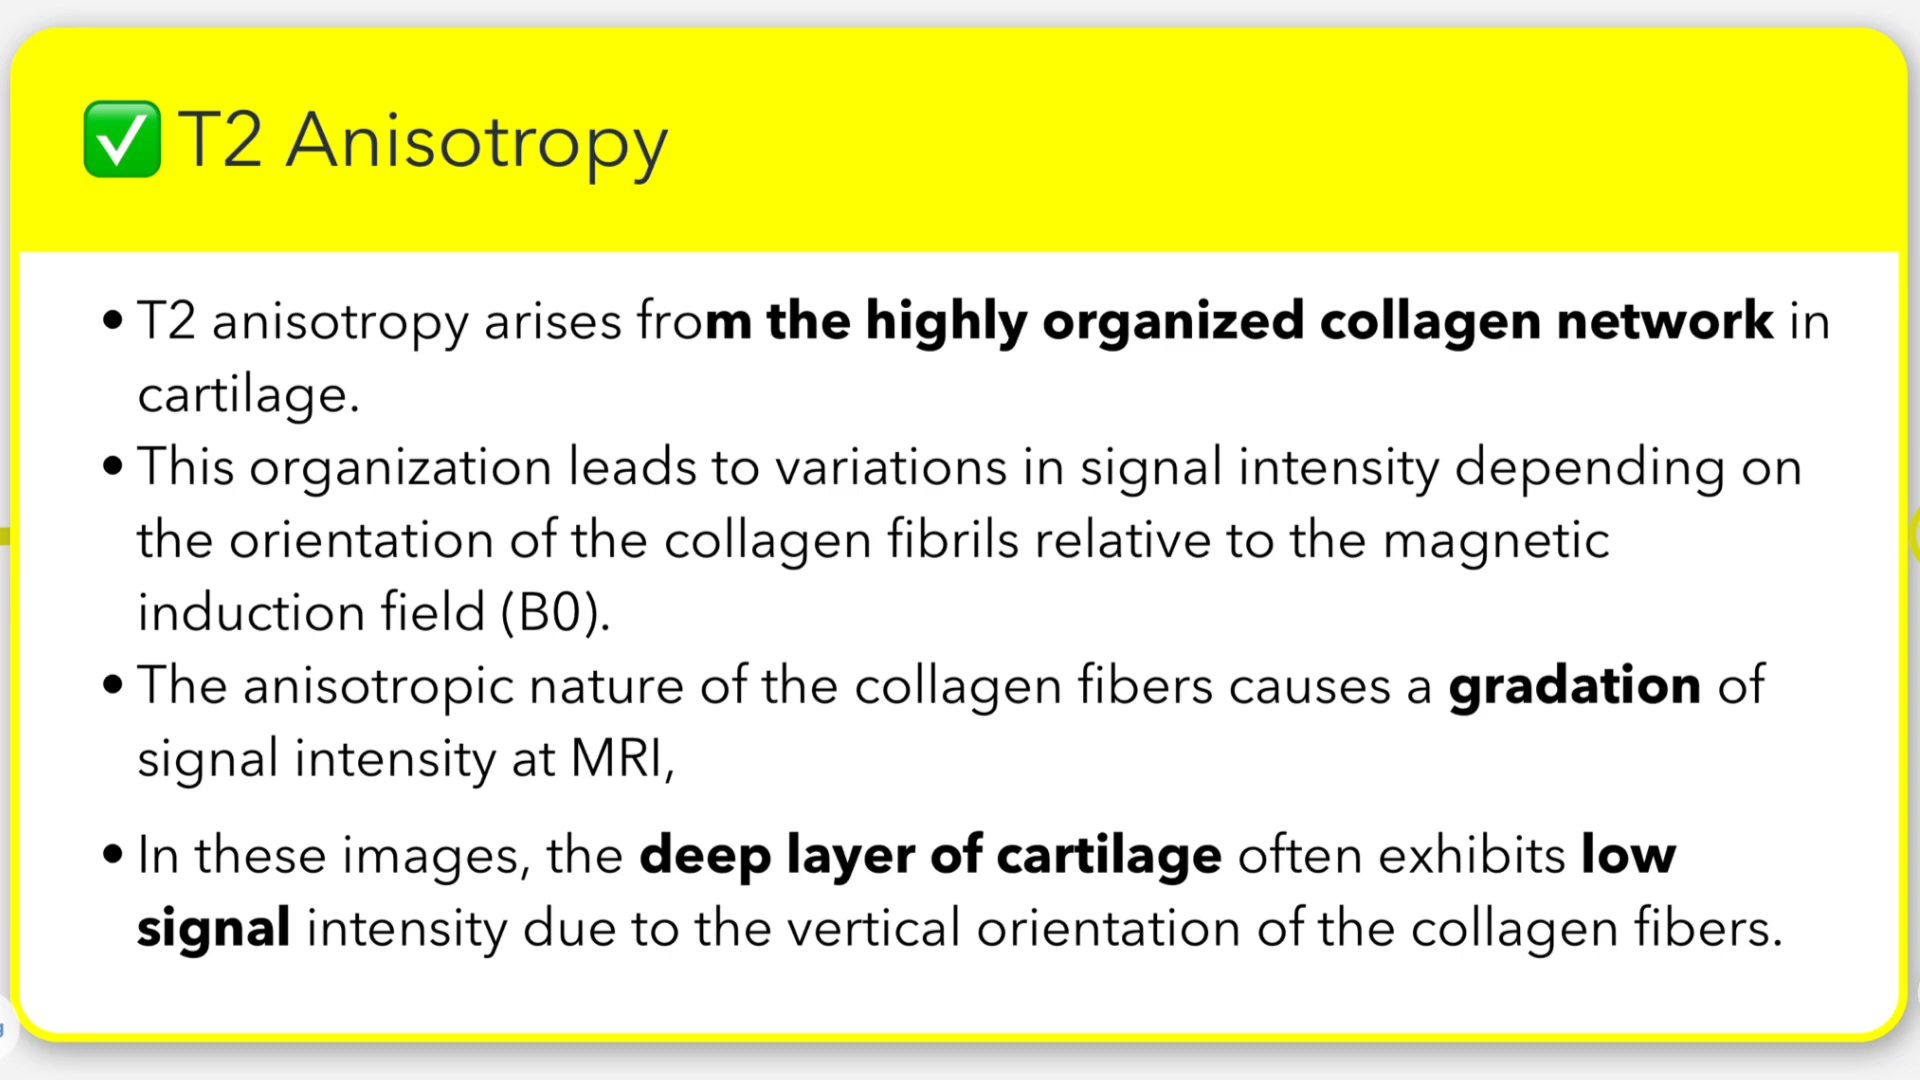 ✅ T2 Anisotropy
• T2 anisotropy arises from the highly organized collagen network in
cartilage.
• This organization leads to variations in signal intensity depending on
the orientation of the collagen fibrils relative to the magnetic
induction field (B0).
• The anisotropic nature of the collagen fibers causes a gradation of
signal intensity at MRI,
• In these images, the deep layer of cartilage often exhibits low
signal intensity due to the vertical orientation of the collagen fibers.